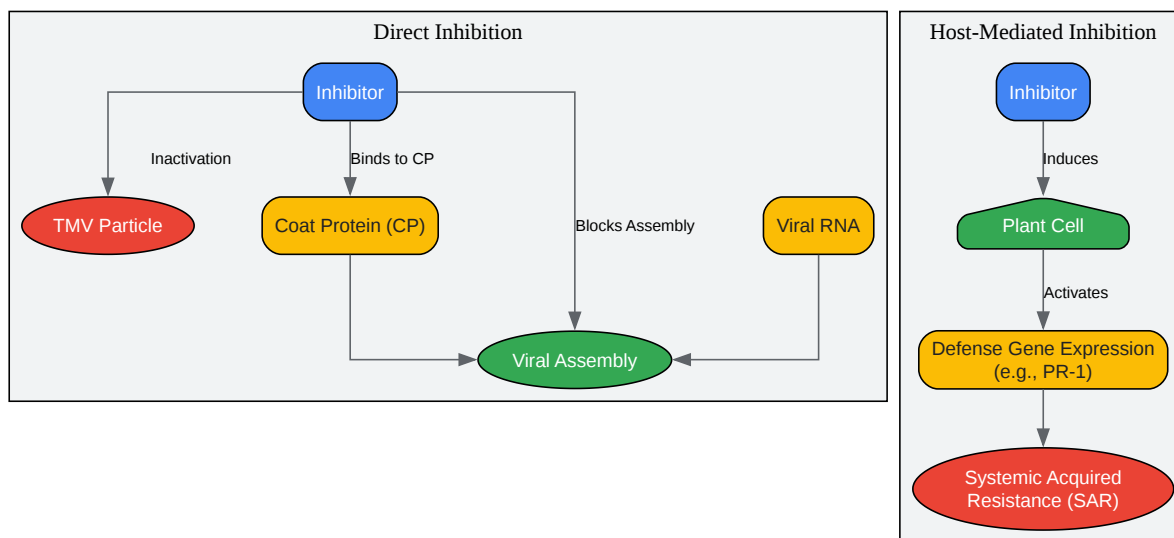 Direct Inhibition
Inhibitor
Inactivation
Binds to CP
TMV Particle
Coat Protein (CP)
Blocks Assembly
Viral RNA
Viral Assembly
Host-Mediated Inhibition
Inhibitor
Induces
Plant Cell
Activates
Defense Gene Expression
(e.g., PR-1)
Systemic Acquired
Resistance (SAR)